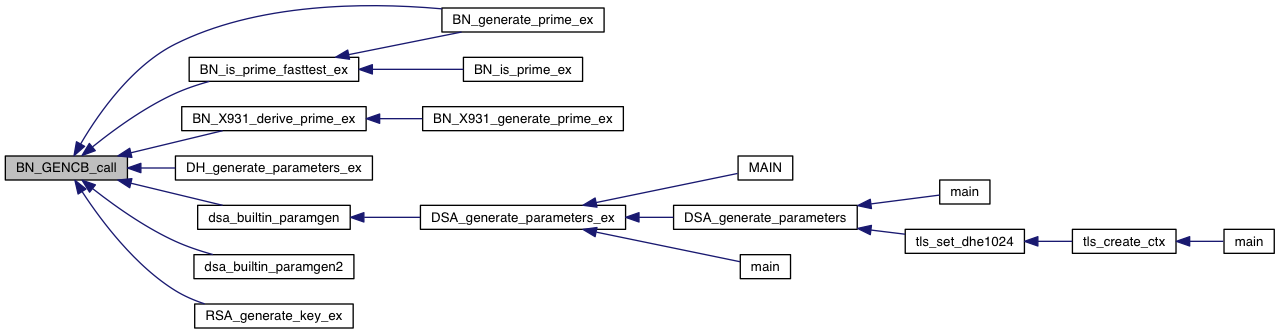 BN_generate_prime_ex
BN_is_prime_fasttest_ex
BN_is_prime_ex
BN_X931_derive_prime_ex
BN_X931_generate_prime_ex
BN_GENCB_call
DH_generate_parameters_ex
MAIN
dsa_builtin_paramgen
DSA_generate_parameters_ex
DSA_generate_parameters
main
tls_set_dhe1024
tls_create_ctx
main
dsa_builtin_paramgen2
main
RSA_generate_key_ex